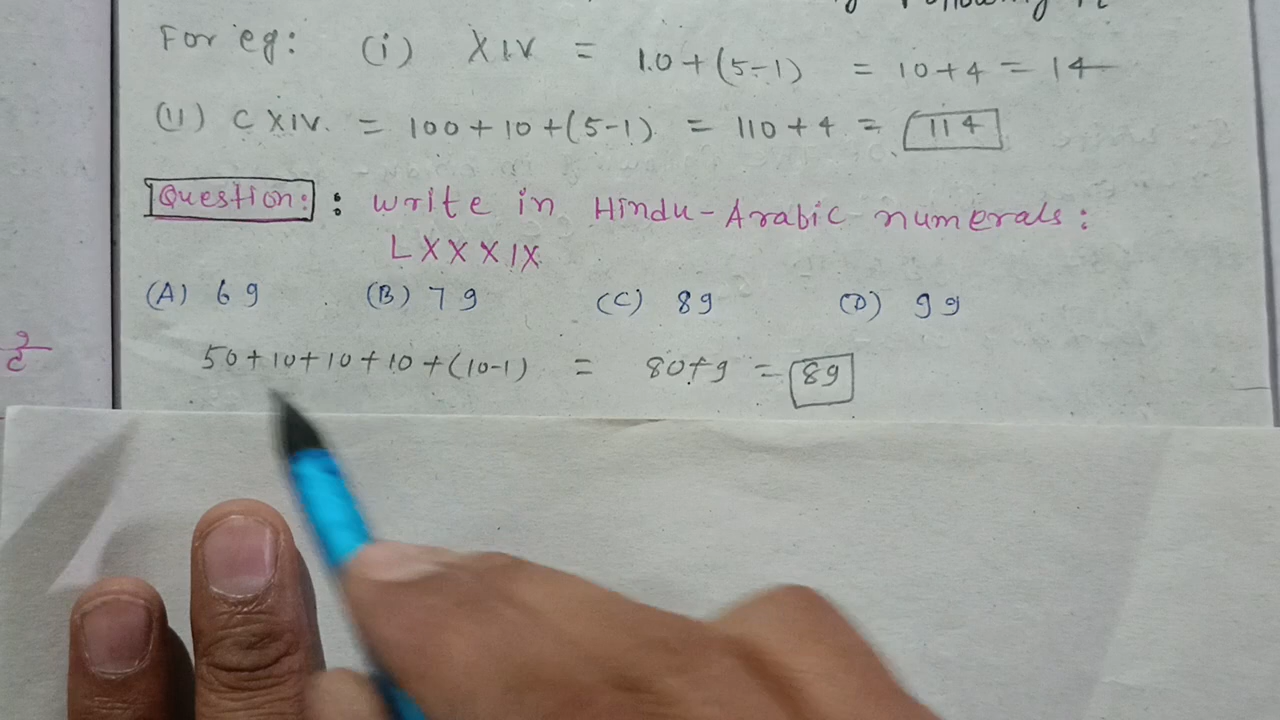 Following
For eg: (i) XIV = 10+(5-1) = 10+4 = 14
(II) CXIV. = 100+10+(5-1) = 110+4 = 114
Question: : write in Hindu-Arabic numerals:
LXXXIX
(A) 69 (B) 79 (C) 89 (D) 99
50+10+10+10+(10-1) = 80+9 = 89